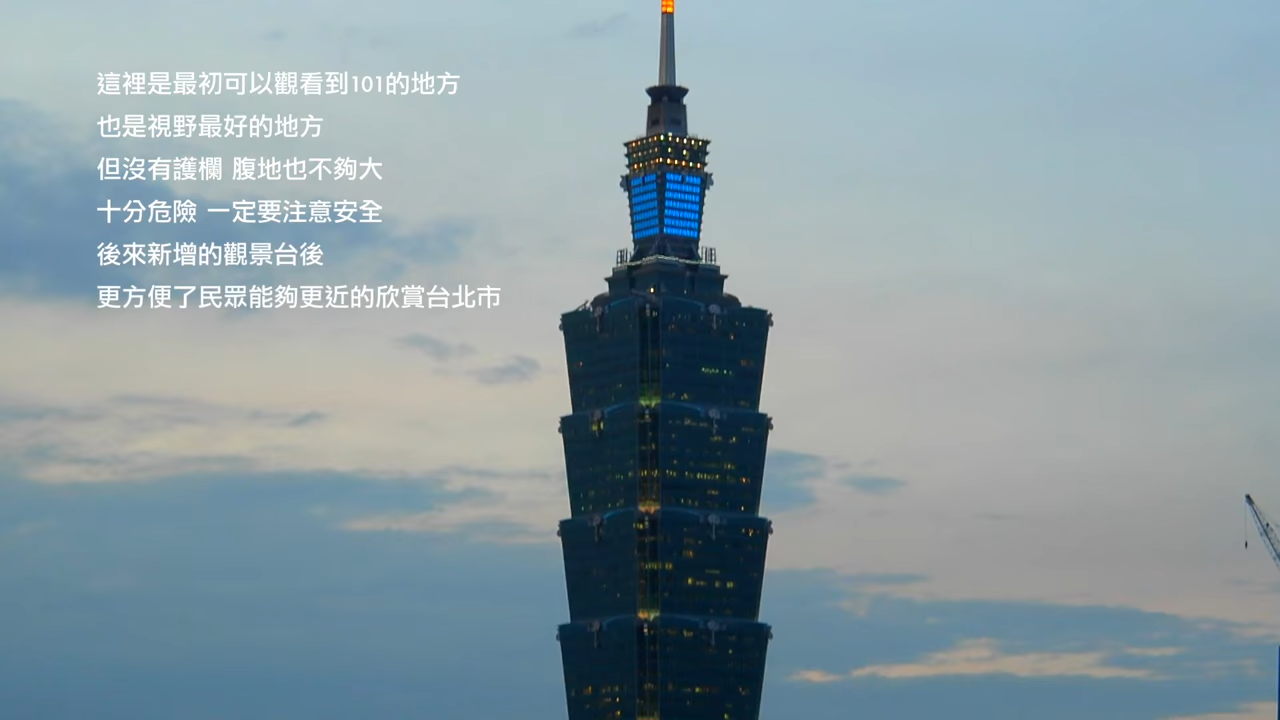 這裡是最初可以觀看到101的地方
也是視野最好的地方
但沒有護欄 腹地也不夠大
十分危險 一定要注意安全
後來新增的觀景台後
更方便了民眾能夠更近的欣賞台北市